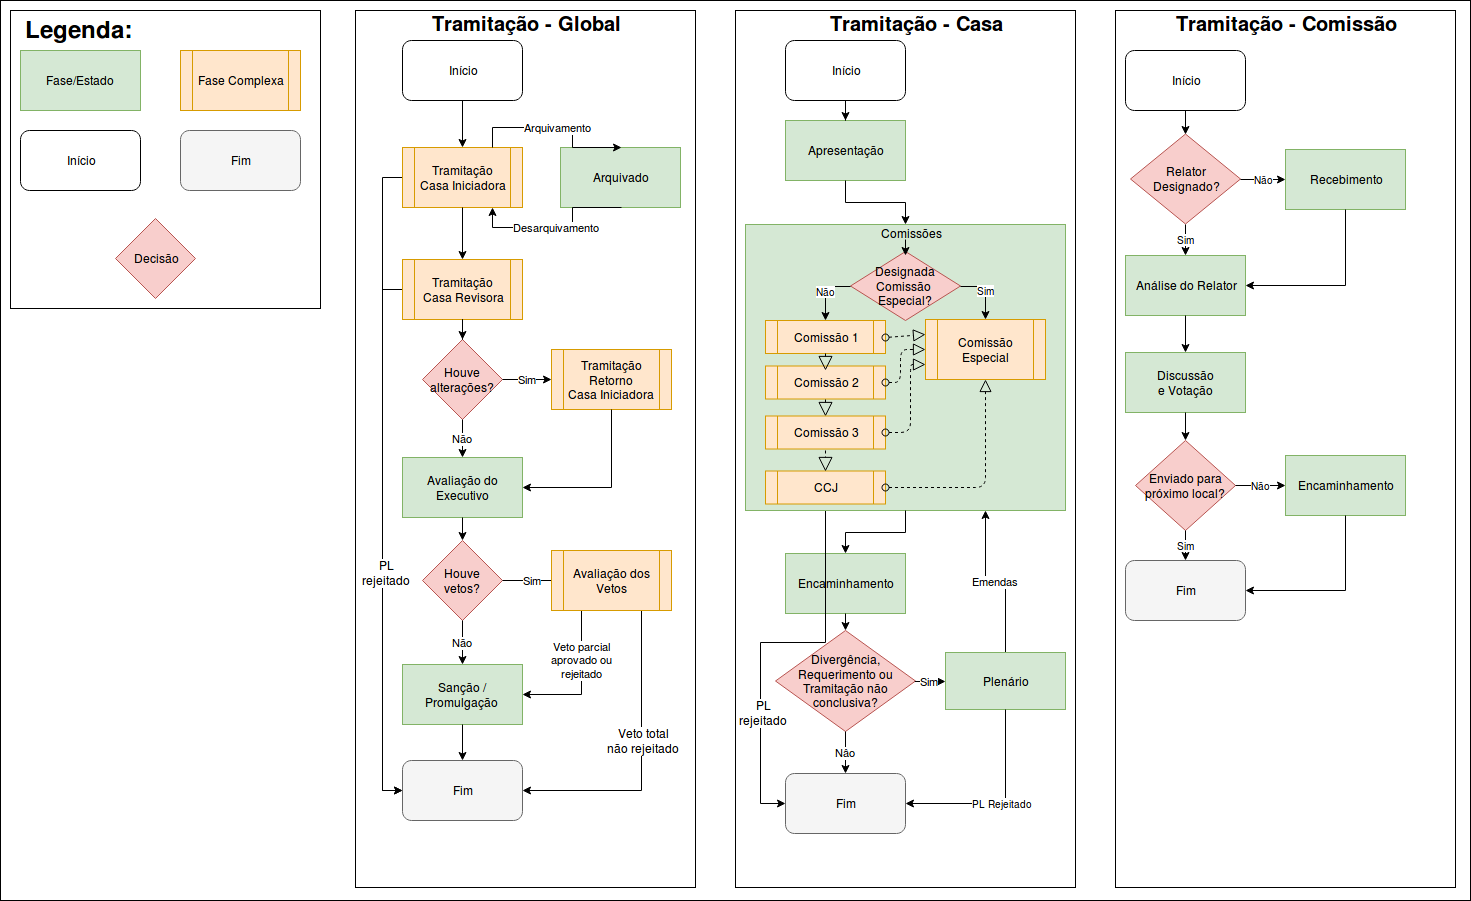 Legenda:
Fase/Estado
Fase Complexa
Início
Fim
Decisão
Tramitação - Global
Início
Arquivamento
Tramitação
Casa Iniciadora
Arquivado
Desarquivamento
Tramitação
Casa Revisora
Houve
alterações?
Sim
Tramitação
Retorno
Casa Iniciadora
Não
Avaliação do
Executivo
PL
rejeitado
Houve
vetos?
Sim
Avaliação dos
Vetos
Não
Veto parcial
aprovado ou
rejeitado
Sanção /
Promulgação
Veto total
não rejeitado
Fim
Tramitação - Casa
Início
Apresentação
Comissões
Designada
Comissão
Especial?
Não
Sim
Comissão 1
Comissão
Especial
Comissão 2
Comissão 3
CCJ
Encaminhamento
Emendas
Divergência,
Requerimento ou
Tramitação não
conclusiva?
Sim
Plenário
PL
rejeitado
Não
Fim
PL Rejeitado
Tramitação - Comissão
Início
Relator
Designado?
Não
Recebimento
Sim
Análise do Relator
Discussão
e Votação
Enviado para
próximo local?
Não
Encaminhamento
Sim
Fim